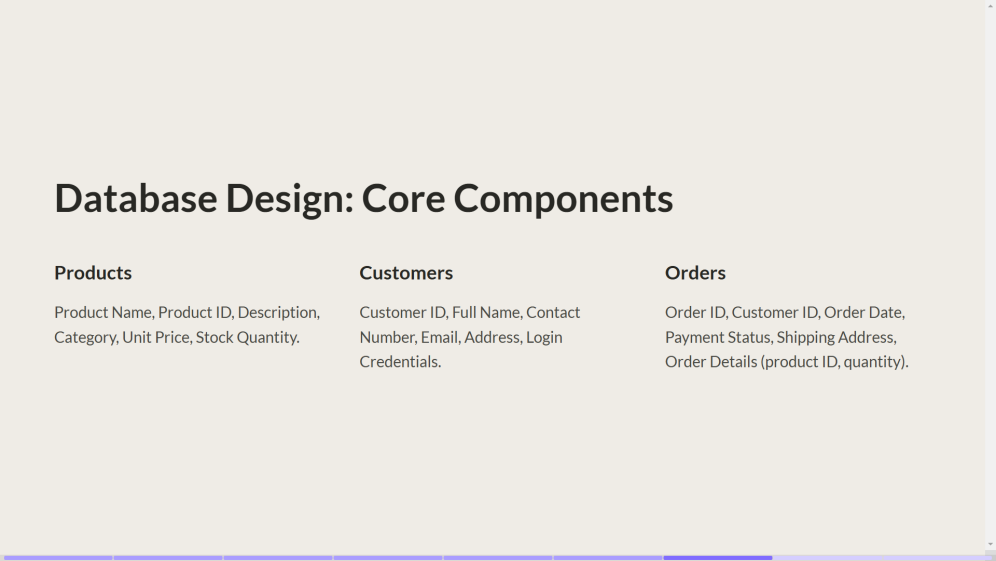 Database Design: Core Components
Products
Product Name, Product ID, Description,
Category, Unit Price, Stock Quantity.
Customers
Customer ID, Full Name, Contact
Number, Email, Address, Login
Credentials.
Orders
Order ID, Customer ID, Order Date,
Payment Status, Shipping Address,
Order Details (product ID, quantity).